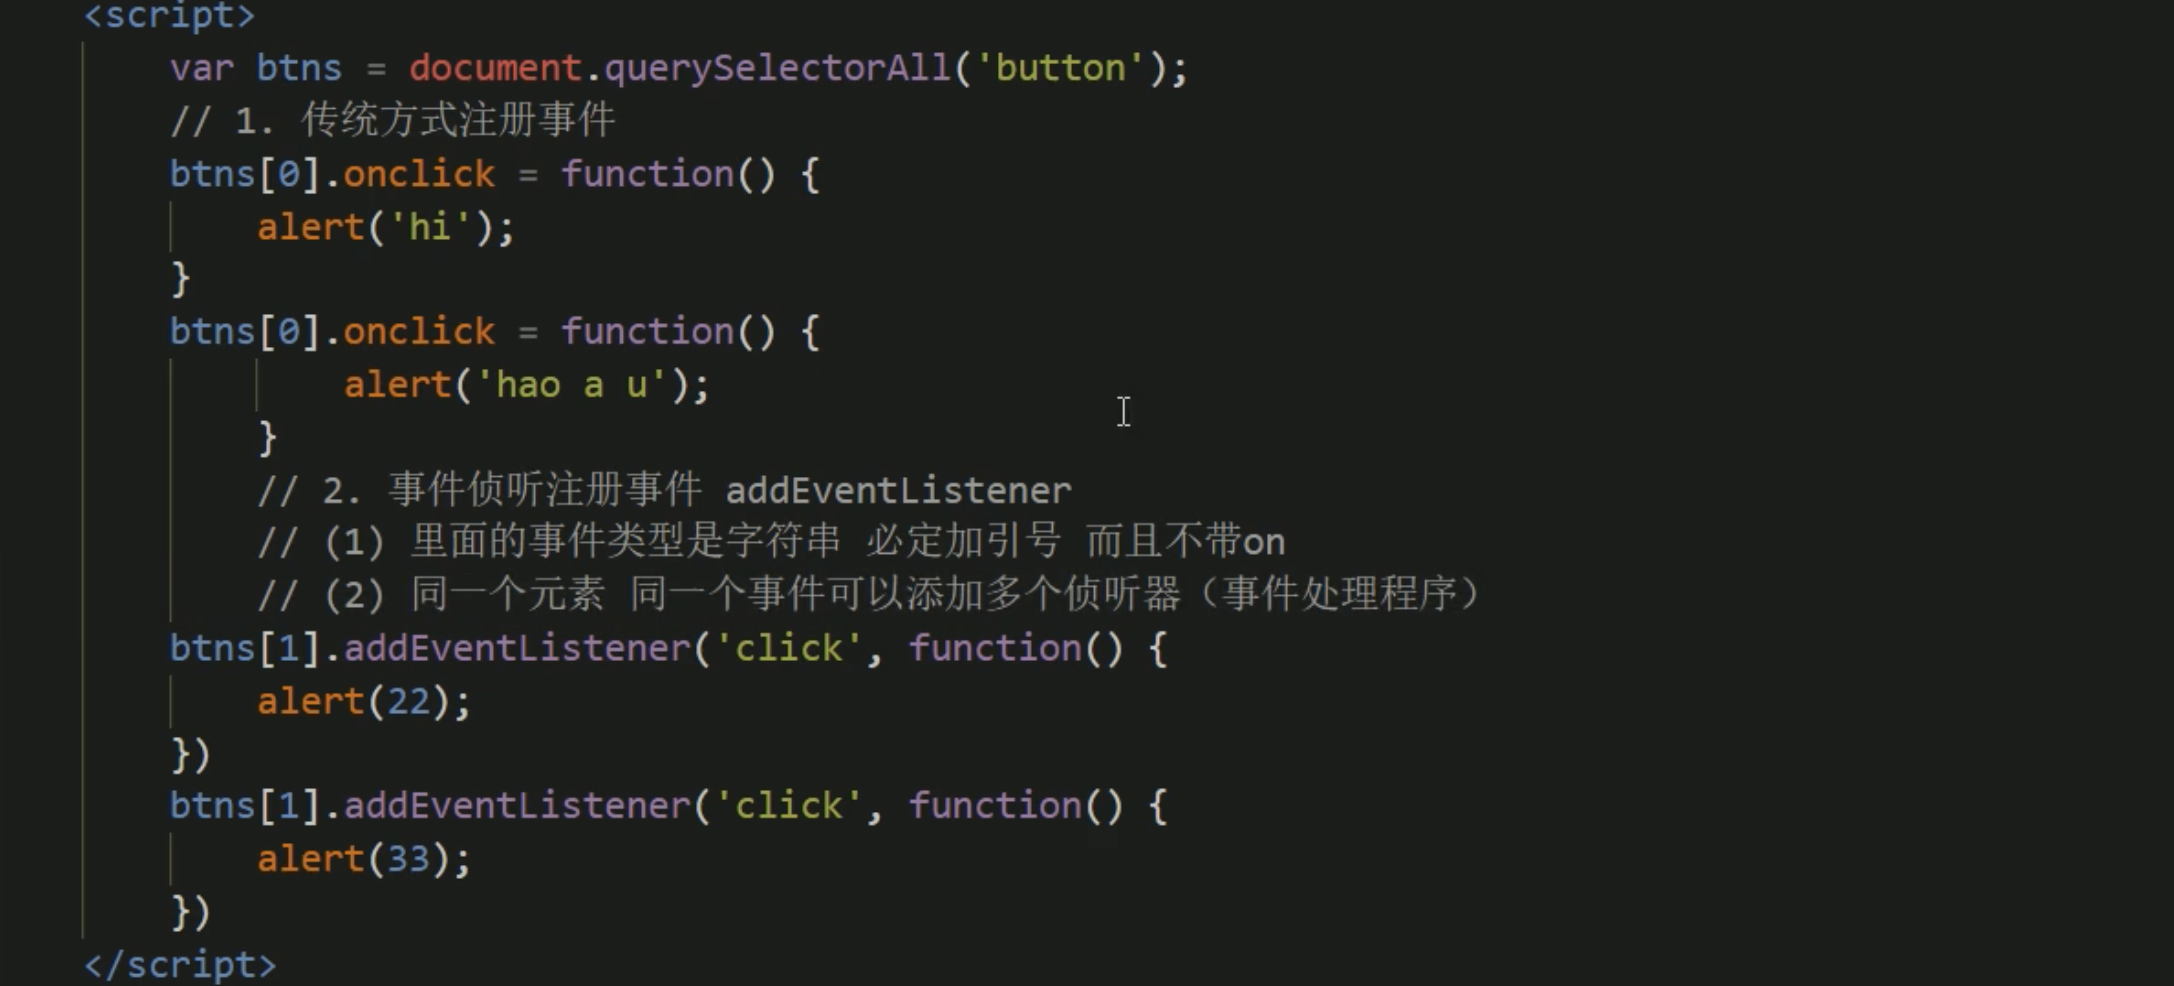 <script>
var btns = document.querySelectorAll('button');
// 1. 传统方式注册事件
btns[0].onclick = function() {
alert('hi');
}
btns[0].onclick = function() {
alert('hao a u');
}
// 2. 事件侦听注册事件 addEventListener
// (1) 里面的事件类型是字符串 必定加引号 而且不带on
// (2) 同一个元素 同一个事件可以添加多个侦听器（事件处理程序）
btns[1].addEventListener('click', function() {
alert(22);
})
btns[1].addEventListener('click', function() {
alert(33);
})
</script>